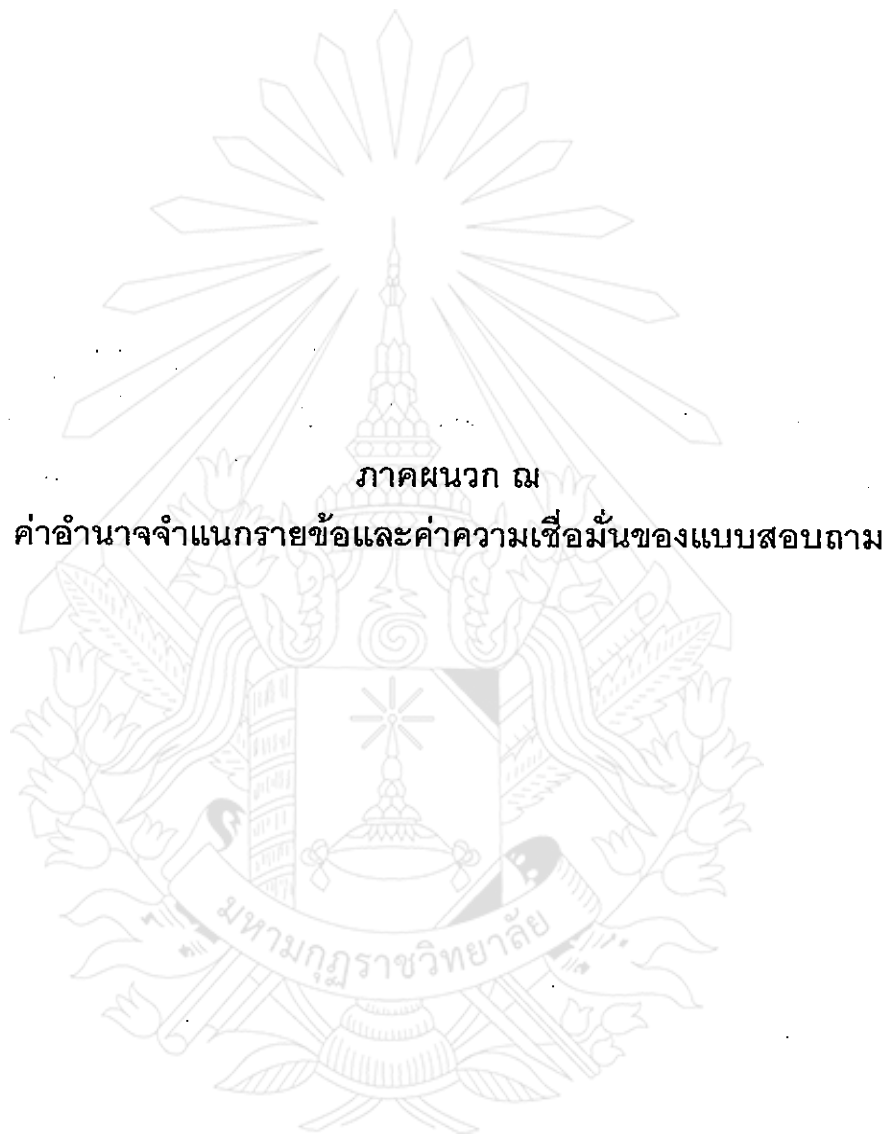 ภาคผนวก ฌ
ค่าอำนาจจำแนกรายข้อและค่าความเชื่อมั่นของแบบสอบถาม
มหามกุฏราชวิทยาลัย